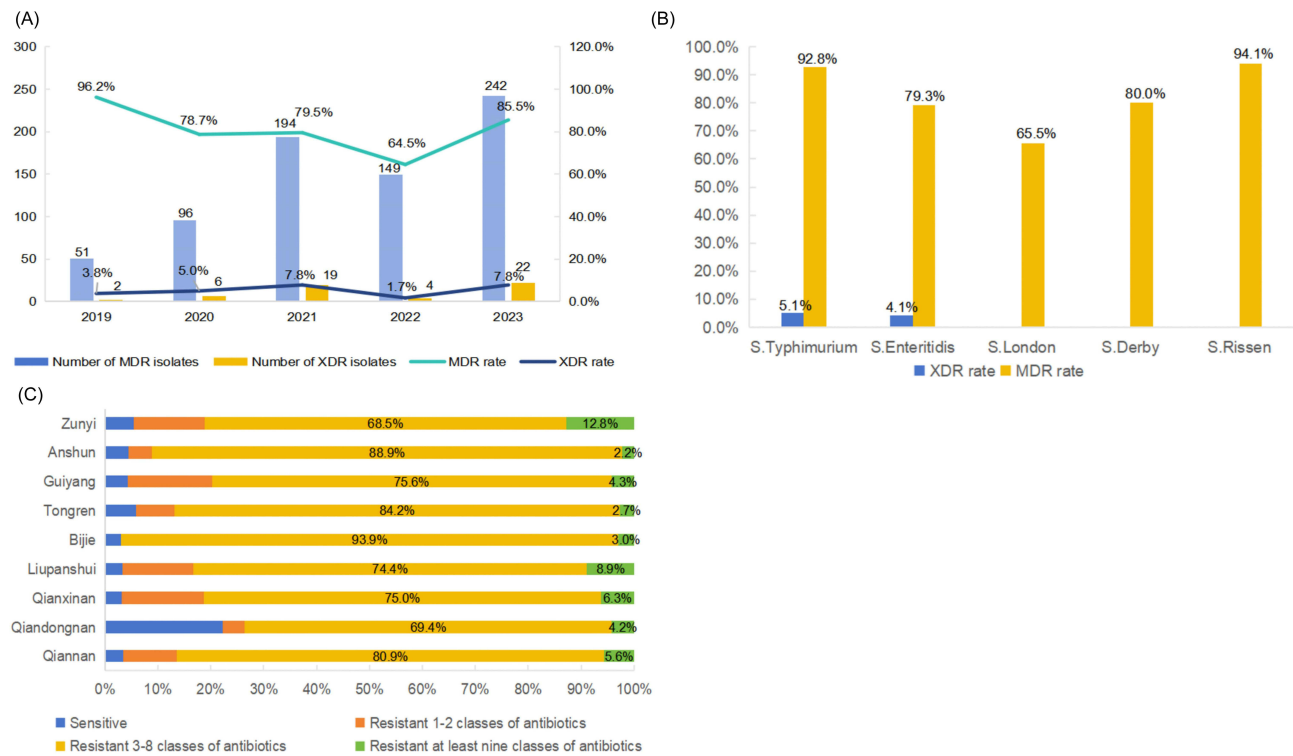 (A)
300
250
200
150
100
50
0
120.0%
100.0%
80.0%
60.0%
40.0%
20.0%
0.0%
96.2%
78.7%
79.5%
64.5%
85.5%
51
96
194
149
242
3.8%
5.0%
7.8%
1.7%
7.8%
2
6
19
4
22
2019 2020 2021 2022 2023
Number of MDR isolates Number of XDR isolates MDR rate XDR rate
(B)
100.0%
90.0%
80.0%
70.0%
60.0%
50.0%
40.0%
30.0%
20.0%
10.0%
0.0%
92.8%
79.3%
65.5%
80.0%
94.1%
5.1%
4.1%
S.Typhimurium S.Enteritidis S.London S.Derby S.Rissen
XDR rate MDR rate
(C)
Zunyi 68.5% 12.8%
Anshun 88.9% 2.2%
Guiyang 75.6% 4.3%
Tongren 84.2% 2.7%
Bijie 93.9% 3.0%
Liupanshui 74.4% 8.9%
Qianxinan 75.0% 6.3%
Qiandongnan 69.4% 4.2%
Qiannan 80.9% 5.6%
0% 10% 20% 30% 40% 50% 60% 70% 80% 90% 100%
Sensitive Resistant 1-2 classes of antibiotics
Resistant 3-8 classes of antibiotics Resistant at least nine classes of antibiotics